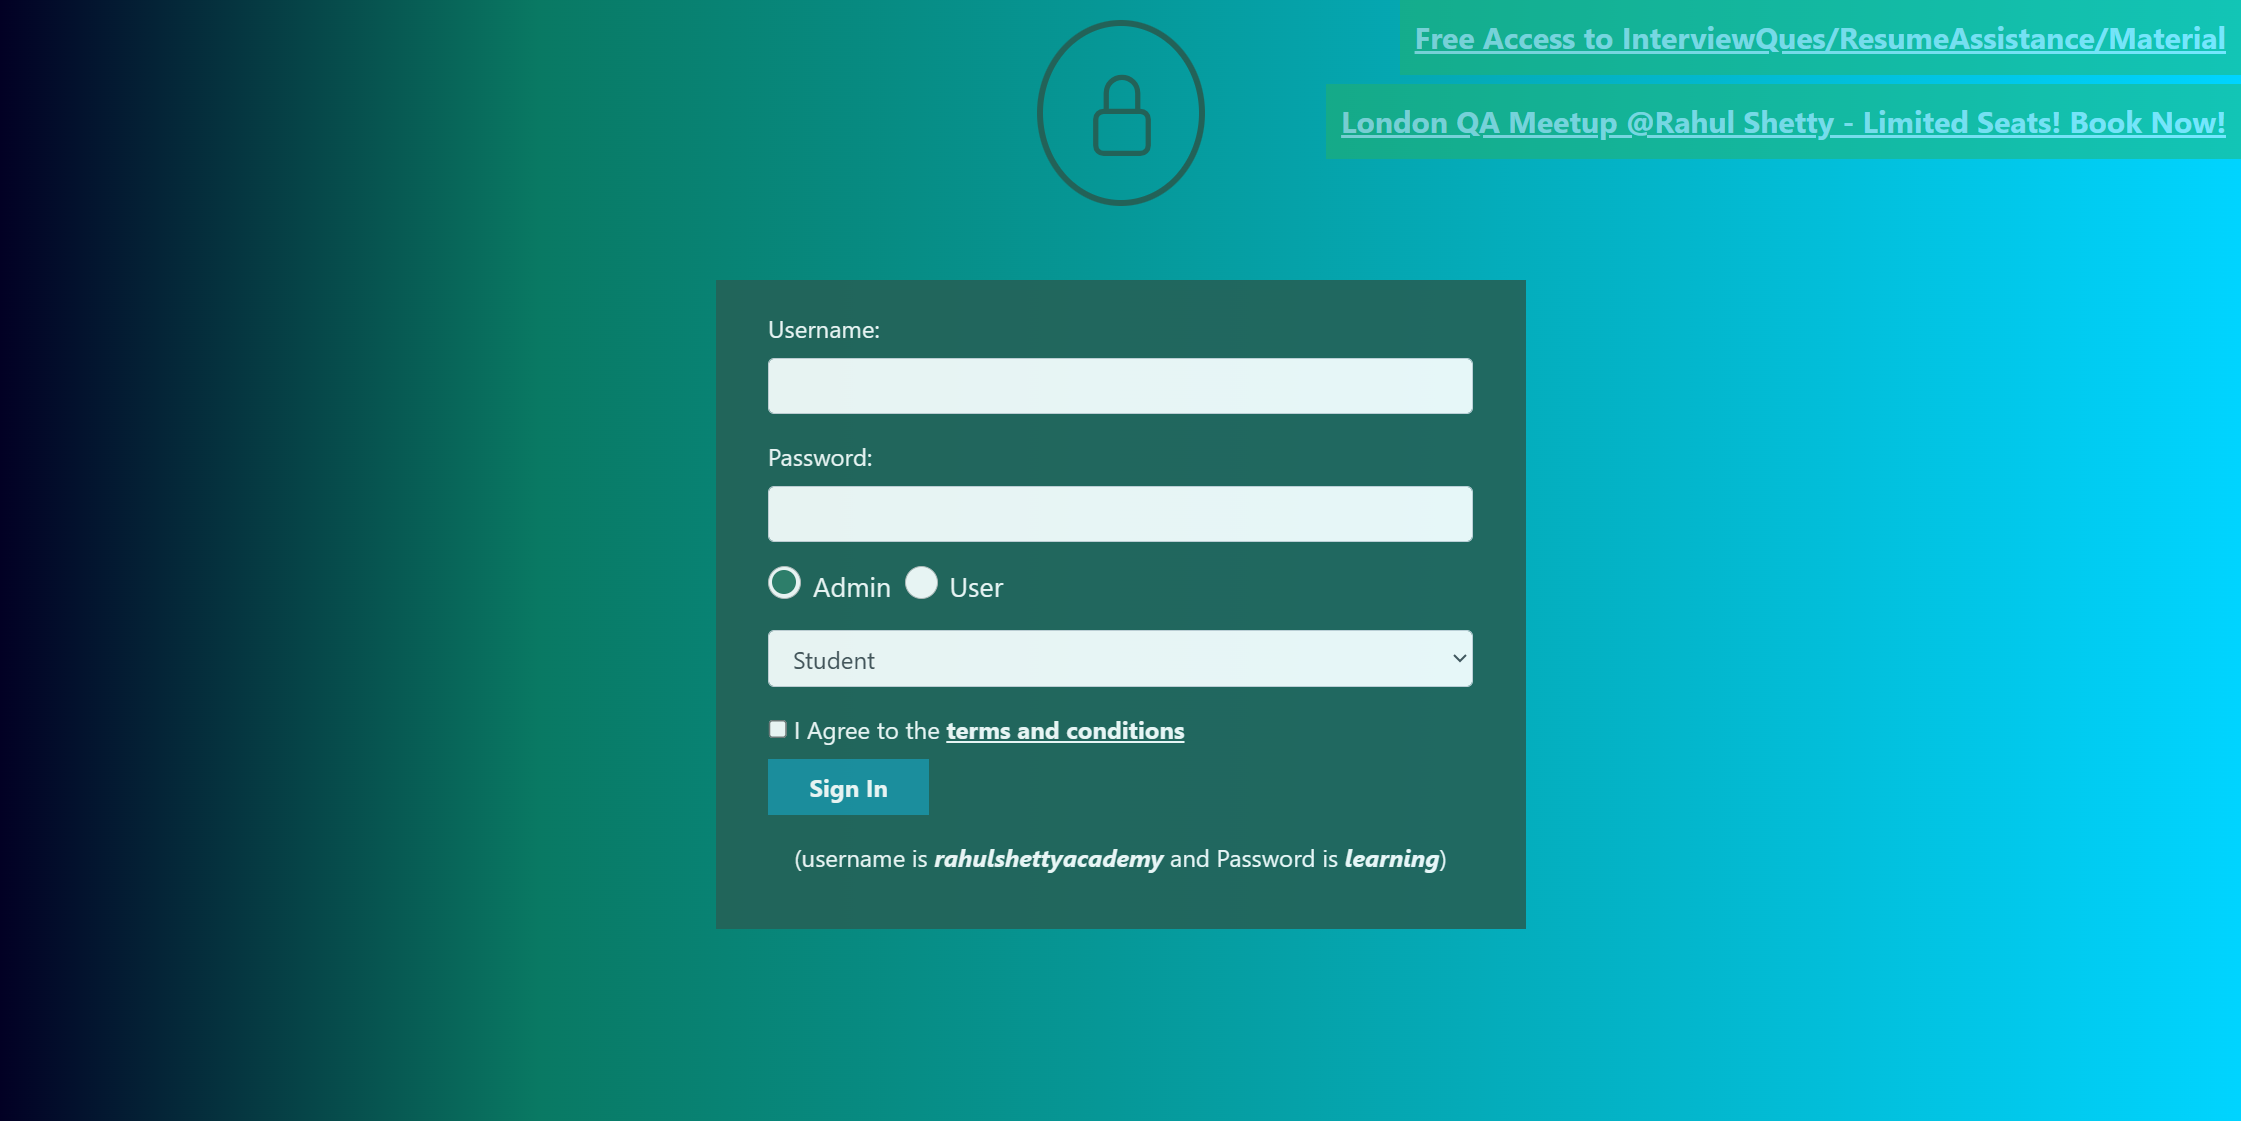 Free Access to InterviewQues/ResumeAssistance/Material
London QA Meetup @Rahul Shetty - Limited Seats! Book Now!
Username:
Password:
Admin User
Student
I Agree to the terms and conditions
Sign In
(username is rahulshettyacademy and Password is learning)